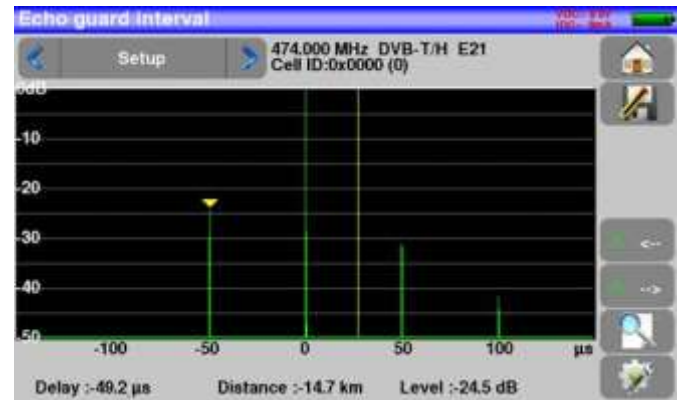 Echo guard interval
Setup
474.000 MHz DVB-T/H E21
Cell ID:0x0000 (0)
0dB
-10
-20
-30
-40
-50
-100 -50 0 50 100 µs
<--
-->
Delay :-49.2 µs Distance :-14.7 km Level :-24.5 dB